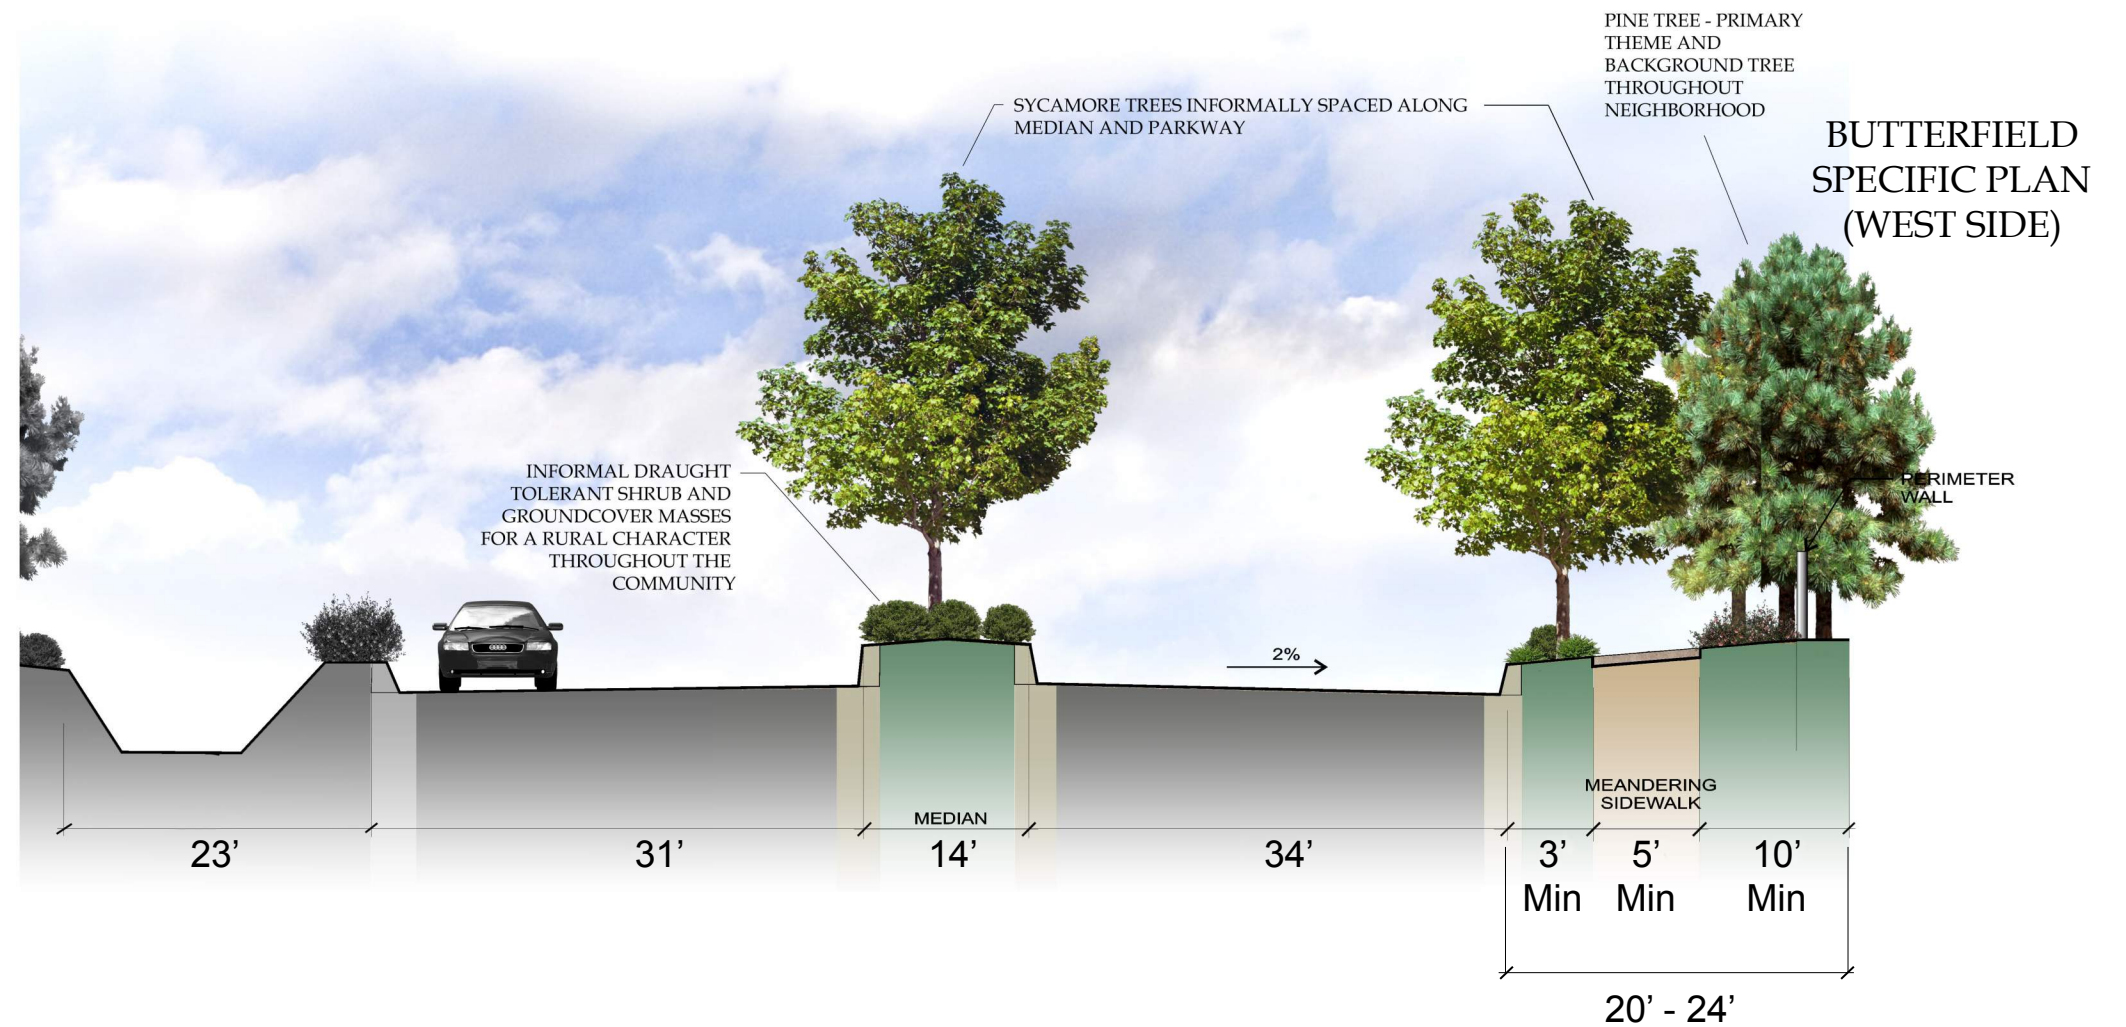 PINE TREE - PRIMARY
THEME AND
BACKGROUND TREE
THROUGHOUT
NEIGHBORHOOD
SYCAMORE TREES INFORMALLY SPACED ALONG
MEDIAN AND PARKWAY
BUTTERFIELD
SPECIFIC PLAN
(WEST SIDE)
INFORMAL DRAUGHT
TOLERANT SHRUB AND
GROUNDCOVER MASSES
FOR A RURAL CHARACTER
THROUGHOUT THE
COMMUNITY
PERIMETER
WALL
2%
MEANDERING
SIDEWALK
MEDIAN
23’ 31’ 14’ 34’ 3’ 5’ 10’
Min Min Min
20’ - 24’